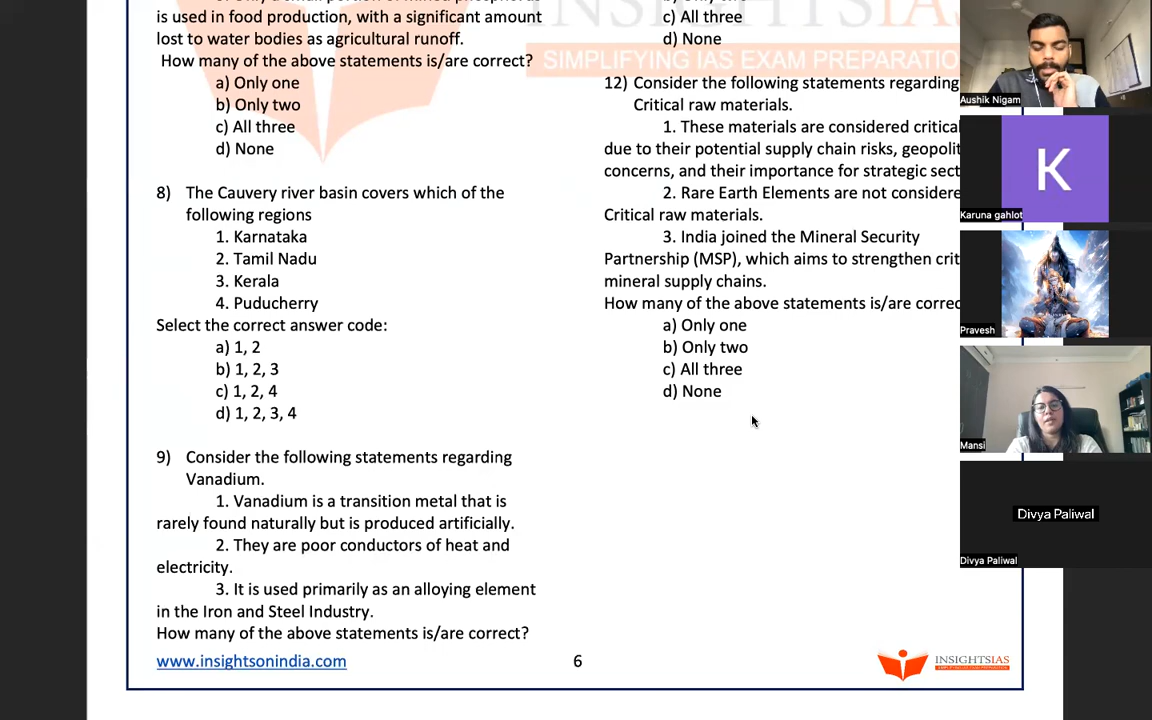 is used in food production, with a significant amount
lost to water bodies as agricultural runoff.
How many of the above statements is/are correct?
a) Only one
b) Only two
c) All three
d) None
8) The Cauvery river basin covers which of the
following regions
1. Karnataka
2. Tamil Nadu
3. Kerala
4. Puducherry
Select the correct answer code:
a) 1, 2
b) 1, 2, 3
c) 1, 2, 4
d) 1, 2, 3, 4
9) Consider the following statements regarding
Vanadium.
1. Vanadium is a transition metal that is
rarely found naturally but is produced artificially.
2. They are poor conductors of heat and
electricity.
3. It is used primarily as an alloying element
in the Iron and Steel Industry.
How many of the above statements is/are correct?
www.insightsonindia.com
6
INSIGHTSIAS
SIMPLIFYING IAS EXAM PREPARATION
c) All three
d) None
SIMPLIFYING IAS EXAM PREPARATION
12) Consider the following statements regarding
Critical raw materials.
1. These materials are considered critical
due to their potential supply chain risks, geopolit
concerns, and their importance for strategic sect
2. Rare Earth Elements are not considere
Critical raw materials.
3. India joined the Mineral Security
Partnership (MSP), which aims to strengthen crit
mineral supply chains.
How many of the above statements is/are correc
a) Only one
b) Only two
c) All three
d) None
Aushik Nigam
K
Karuna gahlot
Pravesh
Mansi
Divya Paliwal
Divya Paliwal